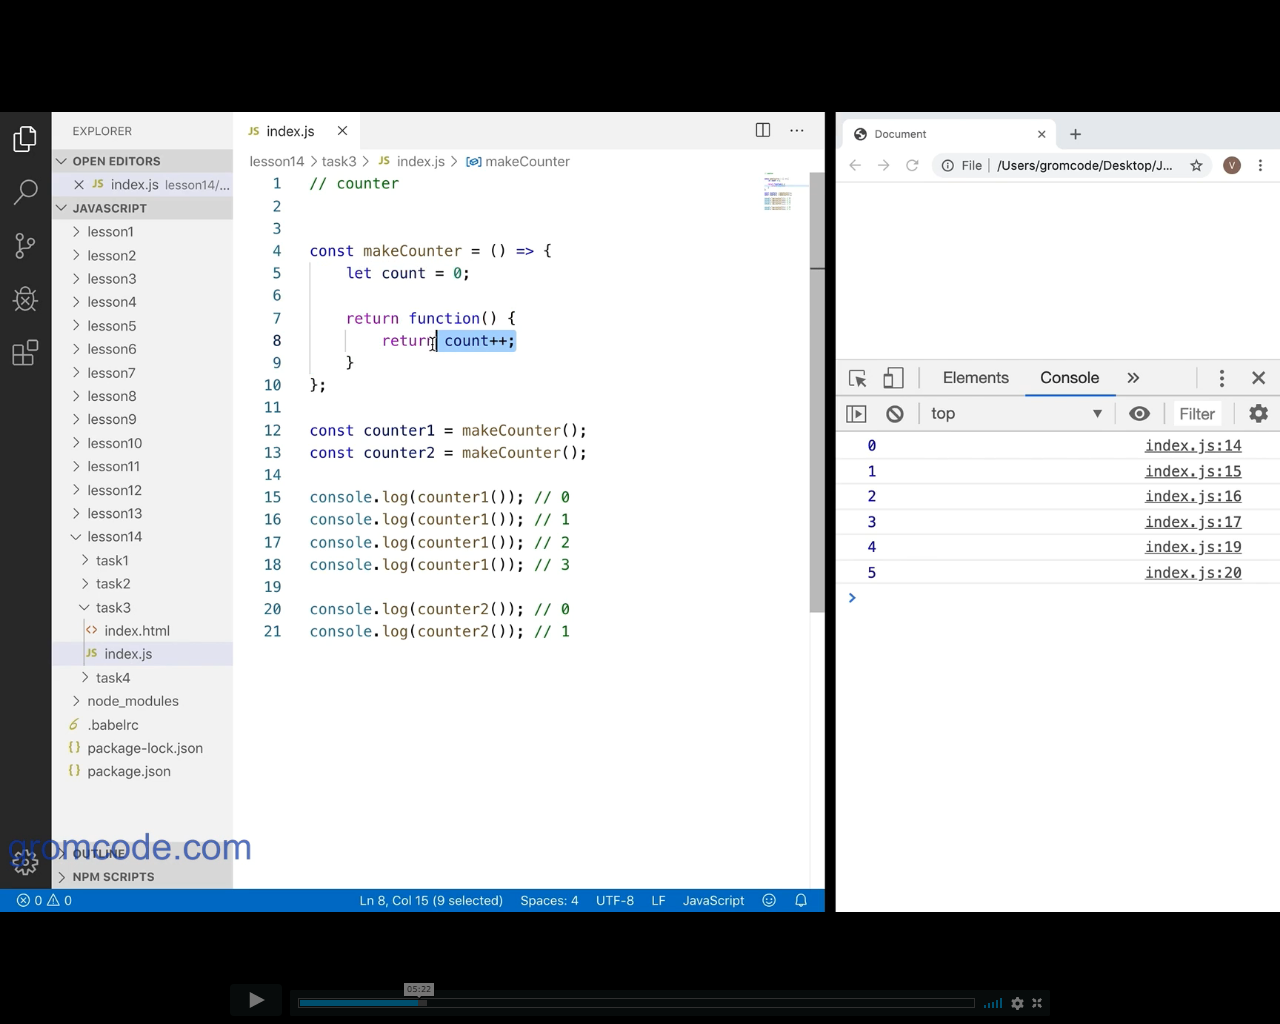 EXPLORER
OPEN EDITORS
JS index.js lesson14/...
JAVASCRIPT
lesson1
lesson2
lesson3
lesson4
lesson5
lesson6
lesson7
lesson8
lesson9
lesson10
lesson11
lesson12
lesson13
lesson14
task1
task2
task3
<> index.html
JS index.js
task4
node_modules
.babelrc
{} package-lock.json
{} package.json
OUTLINE
gromcode.com
NPM SCRIPTS
JS index.js
lesson14 > task3 > JS index.js > makeCounter
1 // counter
2
3
4 const makeCounter = () => {
5 let count = 0;
6
7 return function() {
8 return count++;
9 }
10 };
11
12 const counter1 = makeCounter();
13 const counter2 = makeCounter();
14
15 console.log(counter1()); // 0
16 console.log(counter1()); // 1
17 console.log(counter1()); // 2
18 console.log(counter1()); // 3
19
20 console.log(counter2()); // 0
21 console.log(counter2()); // 1
0 0 Ln 8, Col 15 (9 selected) Spaces: 4 UTF-8 LF JavaScript
Document
File | /Users/gromcode/Desktop/J... V
Elements Console »
top Filter
0 index.js:14
1 index.js:15
2 index.js:16
3 index.js:17
4 index.js:19
5 index.js:20
05:22